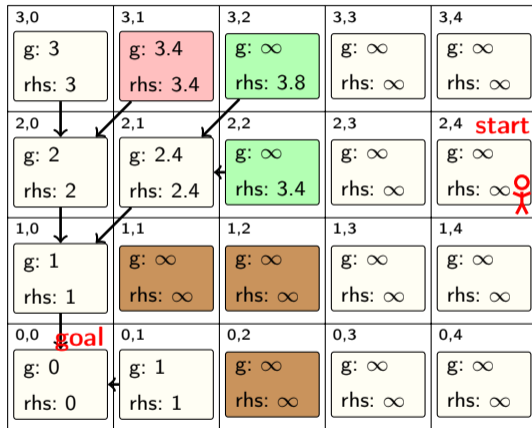 3,0 3,1 3,2 3,3 3,4
g: 3 g: 3.4 g: ∞ g: ∞ g: ∞
rhs: 3 rhs: 3.4 rhs: 3.8 rhs: ∞ rhs: ∞
2,0 2,1 2,2 2,3 2,4 start
g: 2 g: 2.4 g: ∞ g: ∞ g: ∞
rhs: 2 rhs: 2.4 rhs: 3.4 rhs: ∞ rhs: ∞
1,0 1,1 1,2 1,3 1,4
g: 1 g: ∞ g: ∞ g: ∞ g: ∞
rhs: 1 rhs: ∞ rhs: ∞ rhs: ∞ rhs: ∞
0,0 goal 0,1 0,2 0,3 0,4
g: 0 g: 1 g: ∞ g: ∞ g: ∞
rhs: 0 rhs: 1 rhs: ∞ rhs: ∞ rhs: ∞